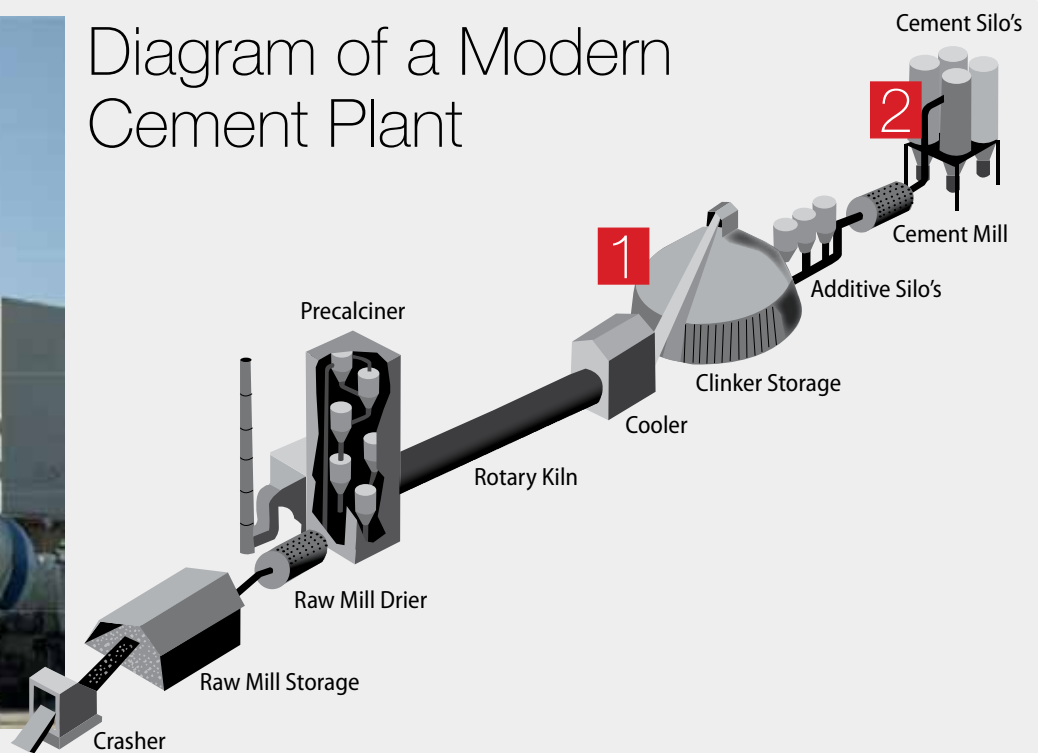 Diagram of a Modern
Cement Plant
Cement Silo's
2
Cement Mill
1
Additive Silo's
Precalciner
Clinker Storage
Cooler
Rotary Kiln
Raw Mill Drier
Raw Mill Storage
Crasher